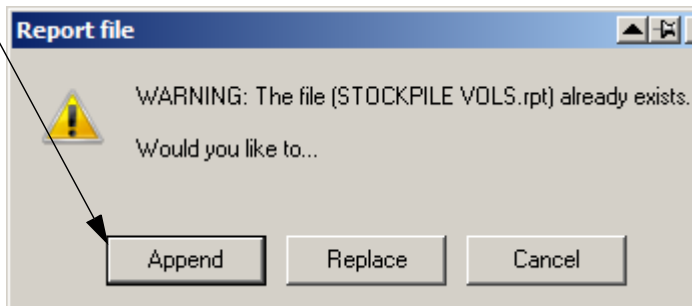 Report file
WARNING: The file (STOCKPILE VOLS.rpt) already exists.
Would you like to...
Append
Replace
Cancel